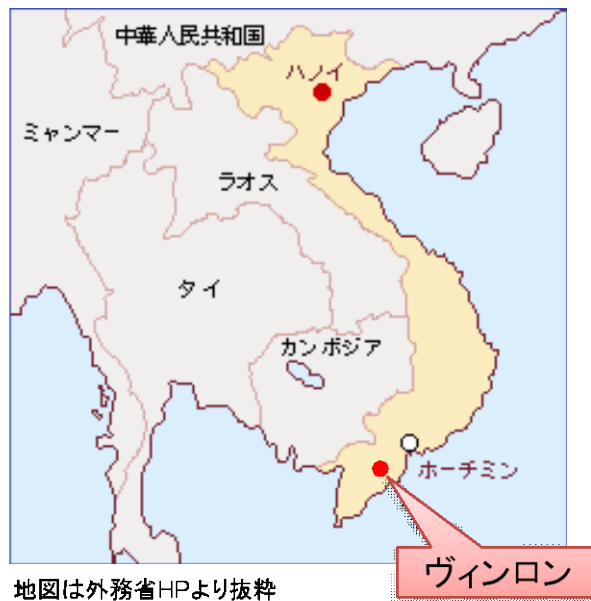 中華人民共和国
ハノイ
ミャンマー
ラオス
タイ
カンボジア
ホーチミン
ヴィンロン
地図は外務省HPより抜粋